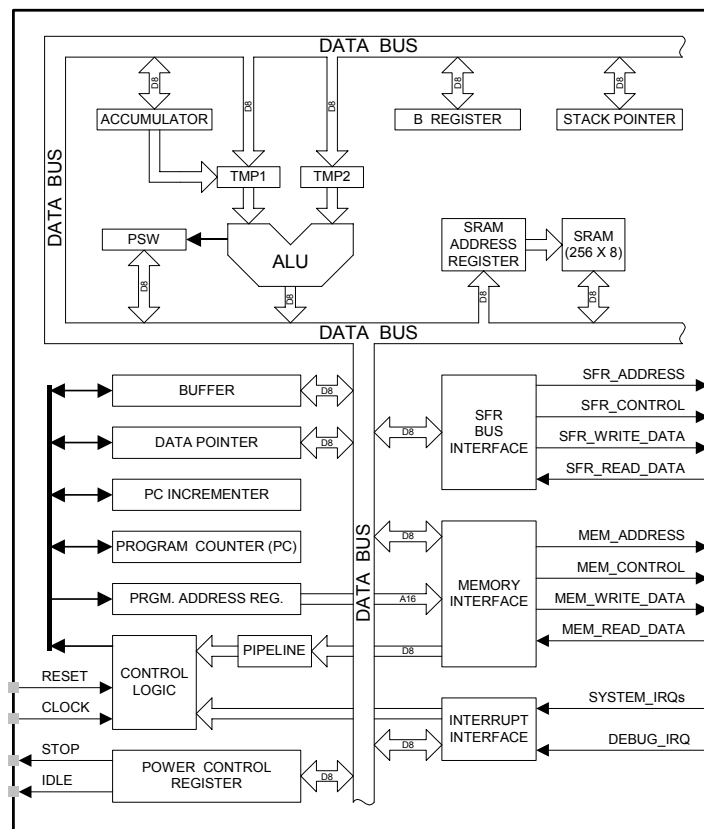 DATA BUS
D8
D8
D8
D8
D8
ACCUMULATOR
B REGISTER
STACK POINTER
DATA BUS
TMP1
TMP2
PSW
ALU
SRAM
ADDRESS
REGISTER
SRAM
(256 X 8)
D8
D8
D8
D8
DATA BUS
BUFFER
D8
DATA POINTER
D8
PC INCREMENTER
PROGRAM COUNTER (PC)
PRGM. ADDRESS REG.
A16
DATA BUS
D8
SFR
BUS
INTERFACE
SFR_ADDRESS
SFR_CONTROL
SFR_WRITE_DATA
SFR_READ_DATA
D8
MEMORY
INTERFACE
MEM_ADDRESS
MEM_CONTROL
MEM_WRITE_DATA
MEM_READ_DATA
RESET
CLOCK
CONTROL
LOGIC
PIPELINE
D8
INTERRUPT
INTERFACE
SYSTEM_IRQs
DEBUG_IRQ
D8
STOP
IDLE
POWER CONTROL
REGISTER
D8